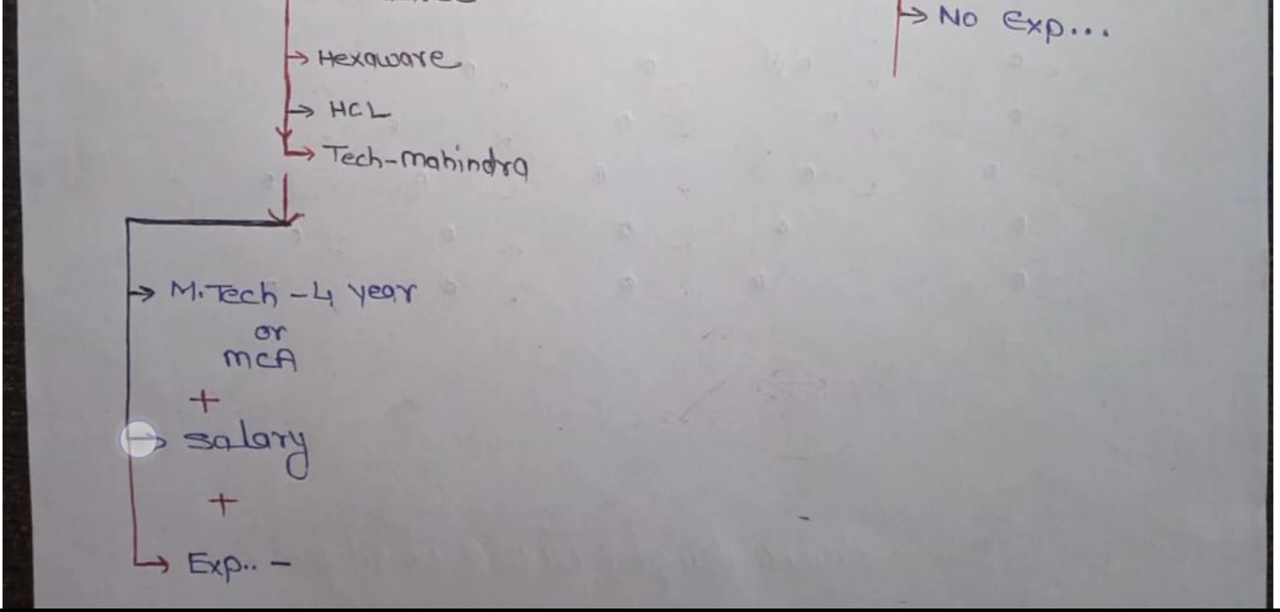 No Exp...
Hexaware
HCL
Tech-mahindra
M.Tech - 4 year
or
MCA
+
salary
+
Exp.. -